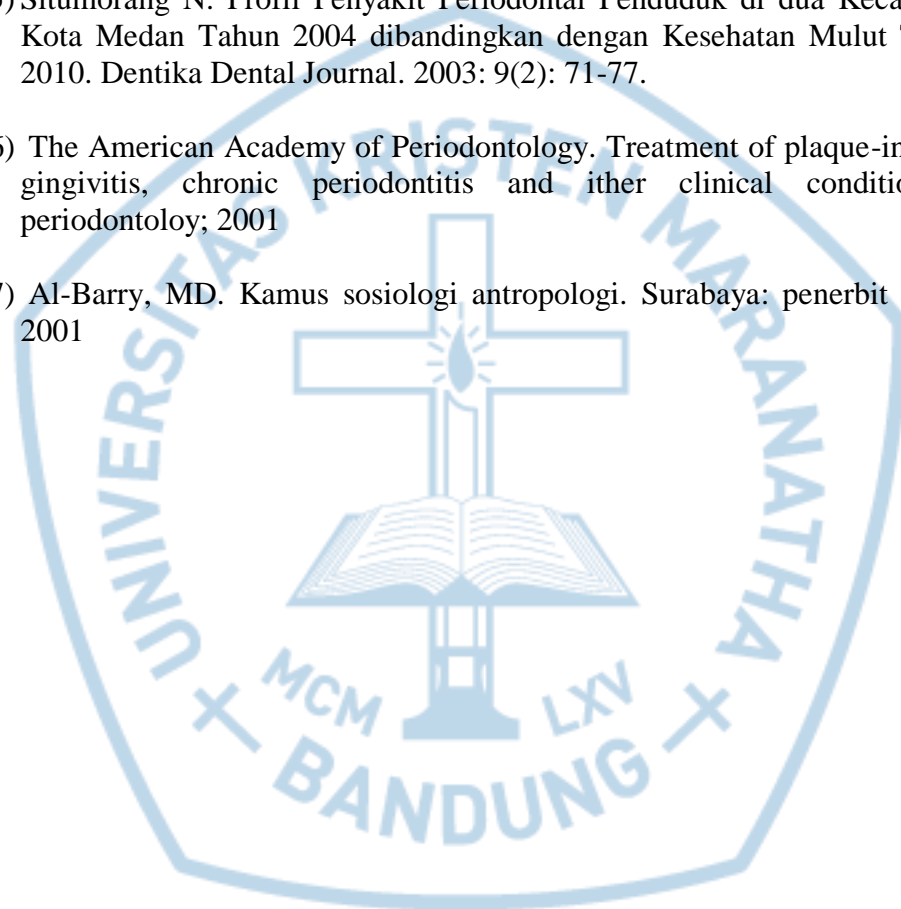 ) Situmorang N. Profil Penyakit Periodontal Penduduk di dua Keca
Kota Medan Tahun 2004 dibandingkan dengan Kesehatan Mulut
2010. Dentika Dental Journal. 2003: 9(2): 71-77.
) The American Academy of Periodontology. Treatment of plaque-in
gingivitis, chronic periodontitis and ither clinical conditio
periodontoloy; 2001
) Al-Barry, MD. Kamus sosiologi antropologi. Surabaya: penerbit
2001
UNIVERSITAS KRISTEN MARANATHA
MCM LXV
BANDUNG